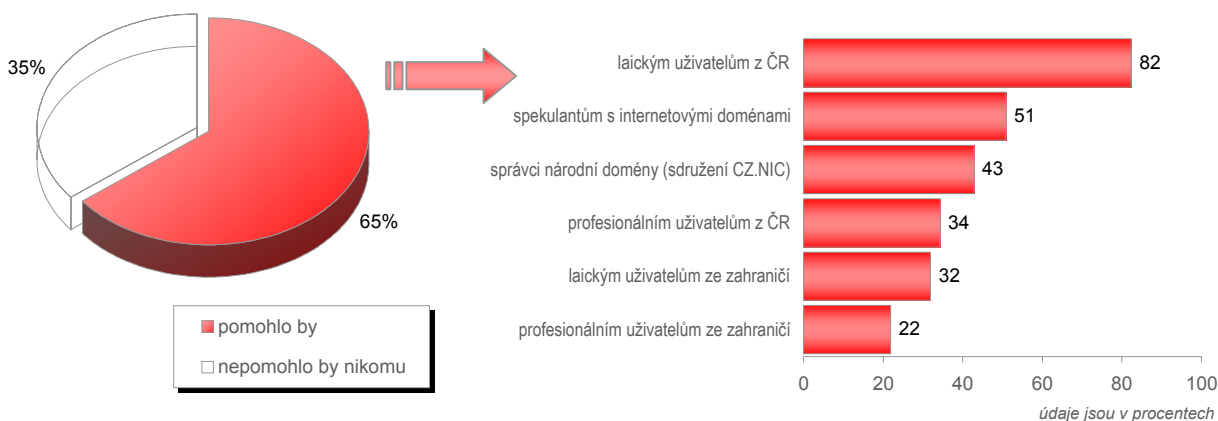 35%
65%
pomohlo by
nepomohlo by nikomu
laickým uživatelům z ČR
82
spekulantům s internetovými doménami
51
správci národní domény (sdružení CZ.NIC)
43
profesionálním uživatelům z ČR
34
laickým uživatelům ze zahraničí
32
profesionálním uživatelům ze zahraničí
22
0 20 40 60 80 100
údaje jsou v procentech